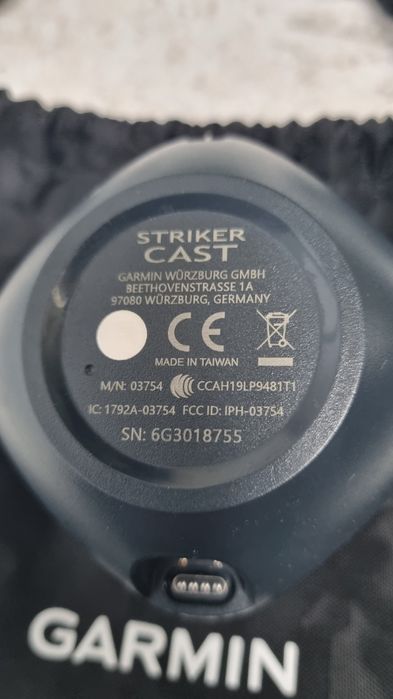 STRIKER
CAST
GARMIN WÜRZBURG GMBH
BEETHOVENSTRASSE 1A
97080 WÜRZBURG, GERMANY
CE
MADE IN TAIWAN
M/N: 03754 CCAH19LP9481T1
IC: 1792A-03754 FCC ID: IPH-03754
SN: 6G3018755
GARMIN